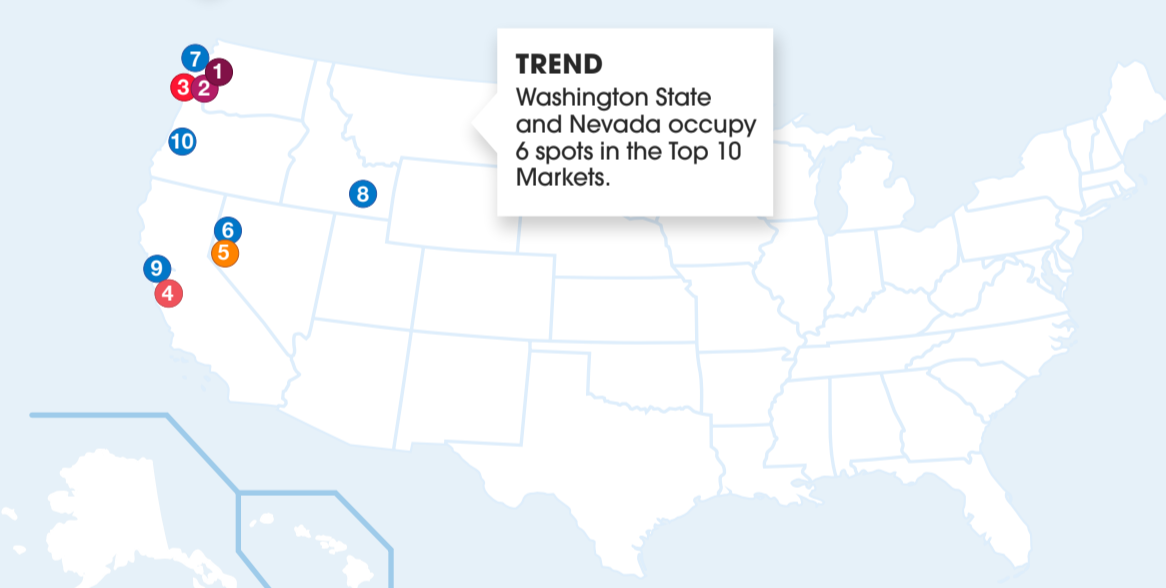 7
1
3
2
10
8
6
5
9
4
TREND
Washington State
and Nevada occupy
6 spots in the Top 10
Markets.